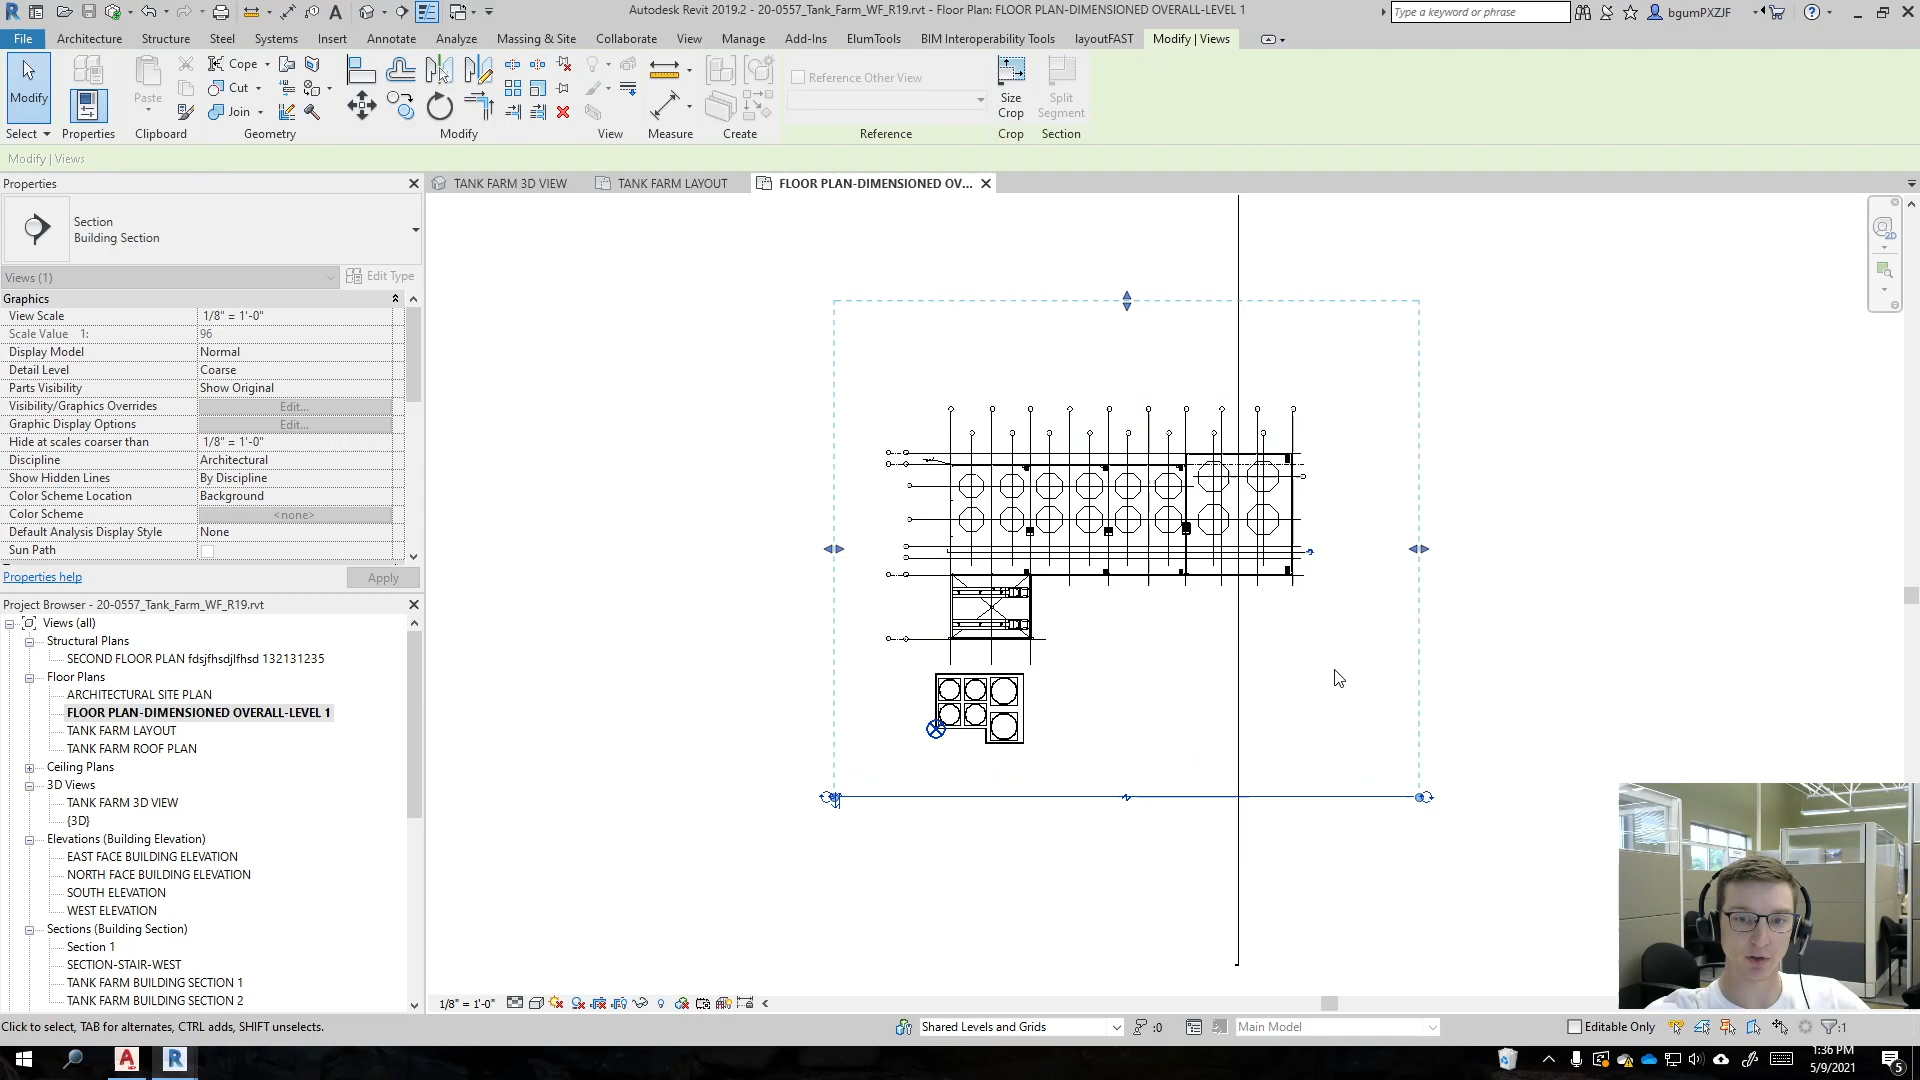 Autodesk Revit 2019.2 - 20-0557_Tank_Farm_WF_R19.rvt - Floor Plan: FLOOR PLAN-DIMENSIONED OVERALL-LEVEL 1
Type a keyword or phrase
bgumPXZJF
File Architecture Structure Steel Systems Insert Annotate Analyze Massing & Site Collaborate View Manage Add-Ins ElumTools BIM Interoperability Tools layoutFAST Modify | Views
Modify
Paste
Cope
Cut
Join
Reference Other View
Size
Crop
Split
Segment
Select Properties Clipboard Geometry Modify View Measure Create Reference Crop Section
Modify | Views
Properties
TANK FARM 3D VIEW
TANK FARM LAYOUT
FLOOR PLAN-DIMENSIONED OV...
Section
Building Section
Views (1)
Edit Type
Graphics
View Scale 1/8" = 1'-0"
Scale Value 1: 96
Display Model Normal
Detail Level Coarse
Parts Visibility Show Original
Visibility/Graphics Overrides Edit...
Graphic Display Options Edit...
Hide at scales coarser than 1/8" = 1'-0"
Discipline Architectural
Show Hidden Lines By Discipline
Color Scheme Location Background
Color Scheme <none>
Default Analysis Display Style None
Sun Path
Properties help
Apply
Project Browser - 20-0557_Tank_Farm_WF_R19.rvt
Views (all)
Structural Plans
SECOND FLOOR PLAN fdsjfhsdjlfhsd 132131235
Floor Plans
ARCHITECTURAL SITE PLAN
FLOOR PLAN-DIMENSIONED OVERALL-LEVEL 1
TANK FARM LAYOUT
TANK FARM ROOF PLAN
Ceiling Plans
3D Views
TANK FARM 3D VIEW
{3D}
Elevations (Building Elevation)
EAST FACE BUILDING ELEVATION
NORTH FACE BUILDING ELEVATION
SOUTH ELEVATION
WEST ELEVATION
Sections (Building Section)
Section 1
SECTION-STAIR-WEST
TANK FARM BUILDING SECTION 1
TANK FARM BUILDING SECTION 2
1/8" = 1'-0"
Click to select, TAB for alternates, CTRL adds, SHIFT unselects.
Shared Levels and Grids
:0
Main Model
Editable Only
:1
1:36 PM
5/9/2021
5